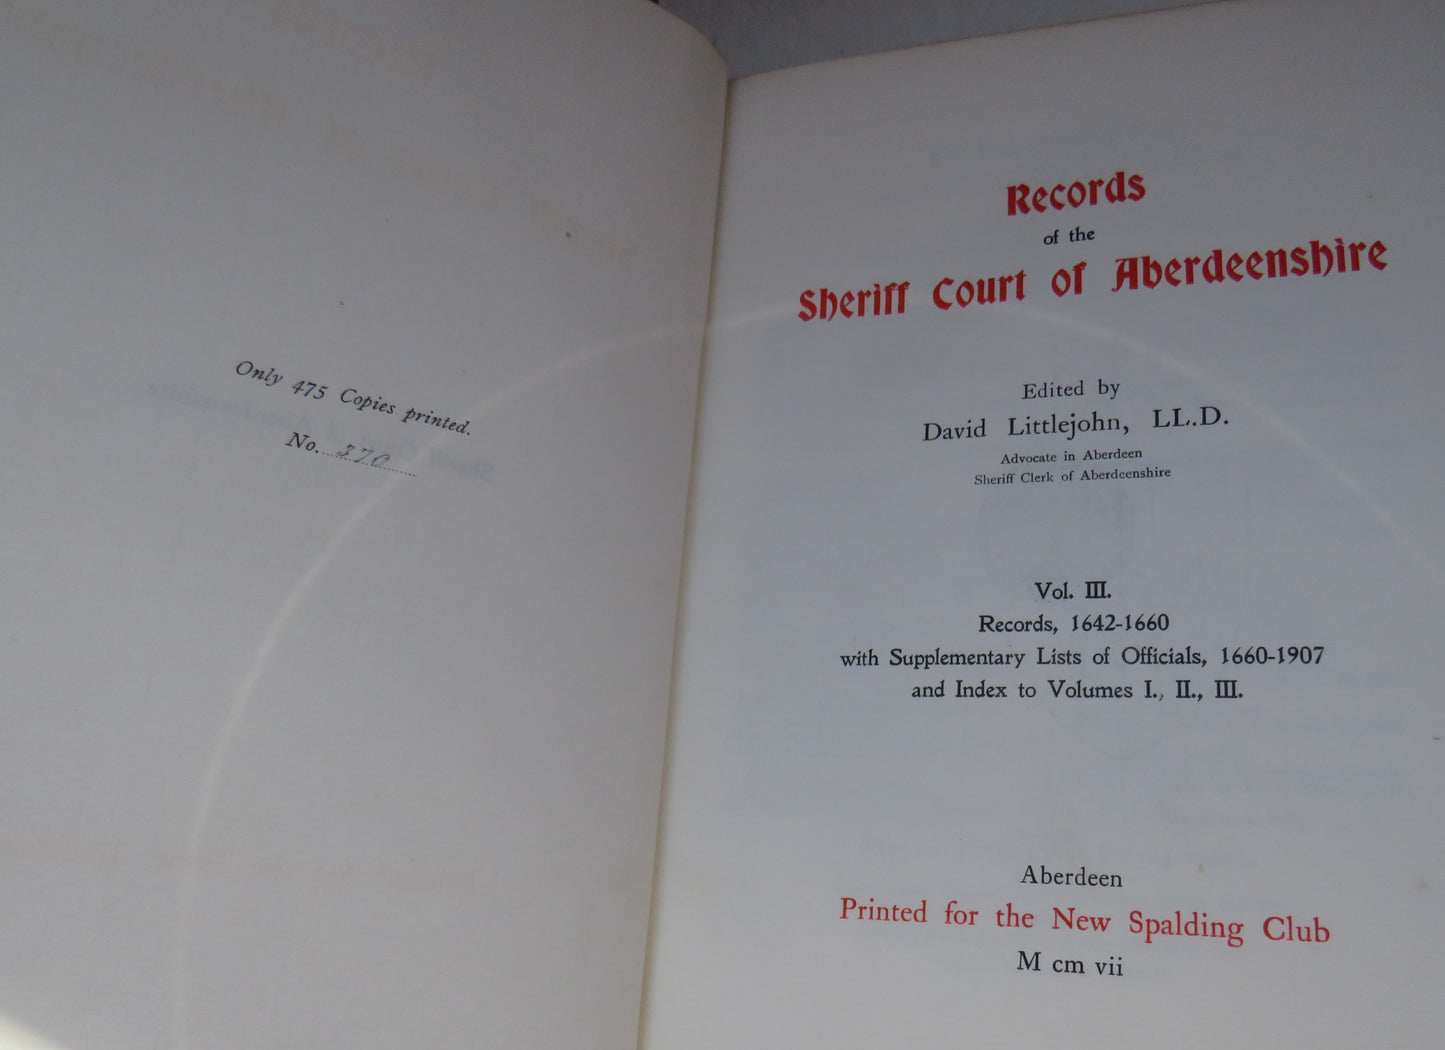 Only 475 Copies printed.
No. 370
Records
of the
Sheriff Court of Aberdeenshire
Edited by
David Littlejohn, LL.D.
Advocate in Aberdeen
Sheriff Clerk of Aberdeenshire
Vol. III.
Records, 1642-1660
with Supplementary Lists of Officials, 1660-1907
and Index to Volumes I., II., III.
Aberdeen
Printed for the New Spalding Club
M cm vii